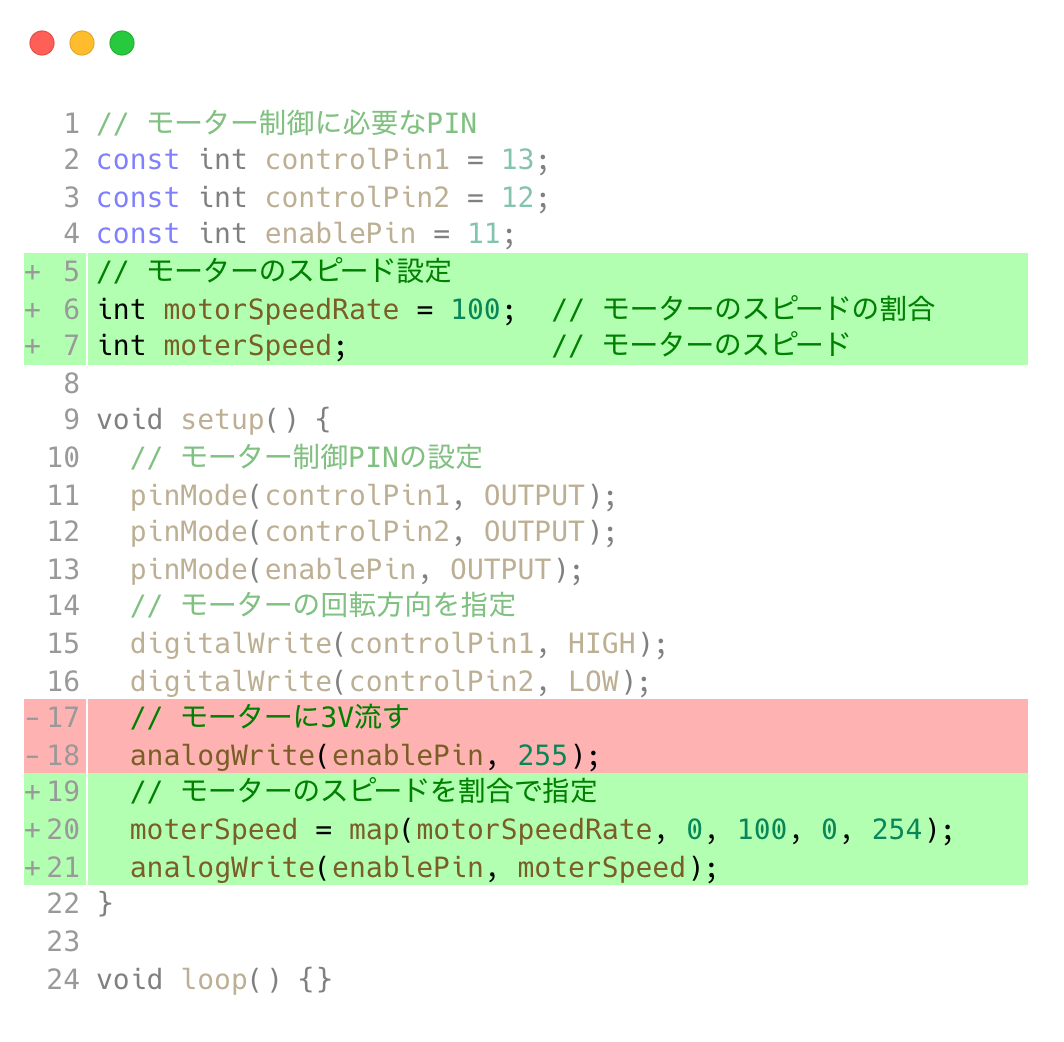 1 // モーター制御に必要なPIN
2 const int controlPin1 = 13;
3 const int controlPin2 = 12;
4 const int enablePin = 11;
+ 5 // モーターのスピード設定
+ 6 int motorSpeedRate = 100;  // モーターのスピードの割合
+ 7 int moterSpeed;            // モーターのスピード
8
9 void setup() {
10   // モーター制御PINの設定
11   pinMode(controlPin1, OUTPUT);
12   pinMode(controlPin2, OUTPUT);
13   pinMode(enablePin, OUTPUT);
14   // モーターの回転方向を指定
15   digitalWrite(controlPin1, HIGH);
16   digitalWrite(controlPin2, LOW);
-17   // モーターに3V流す
-18   analogWrite(enablePin, 255);
+19   // モーターのスピードを割合で指定
+20   moterSpeed = map(motorSpeedRate, 0, 100, 0, 254);
+21   analogWrite(enablePin, moterSpeed);
22 }
23
24 void loop() {}